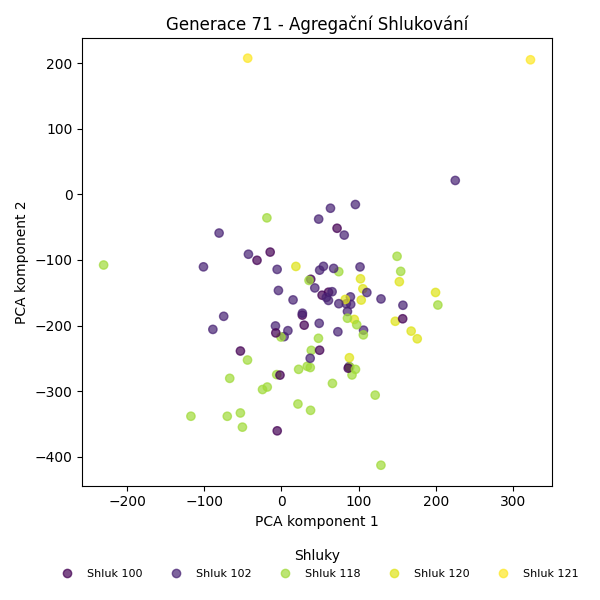 Generace 71 - Agregační Shlukování
200
100
0
−100
−200
−300
−400
PCA komponent 2
−200 −100 0 100 200 300
PCA komponent 1
Shluky
Shluk 100 Shluk 102 Shluk 118 Shluk 120 Shluk 121